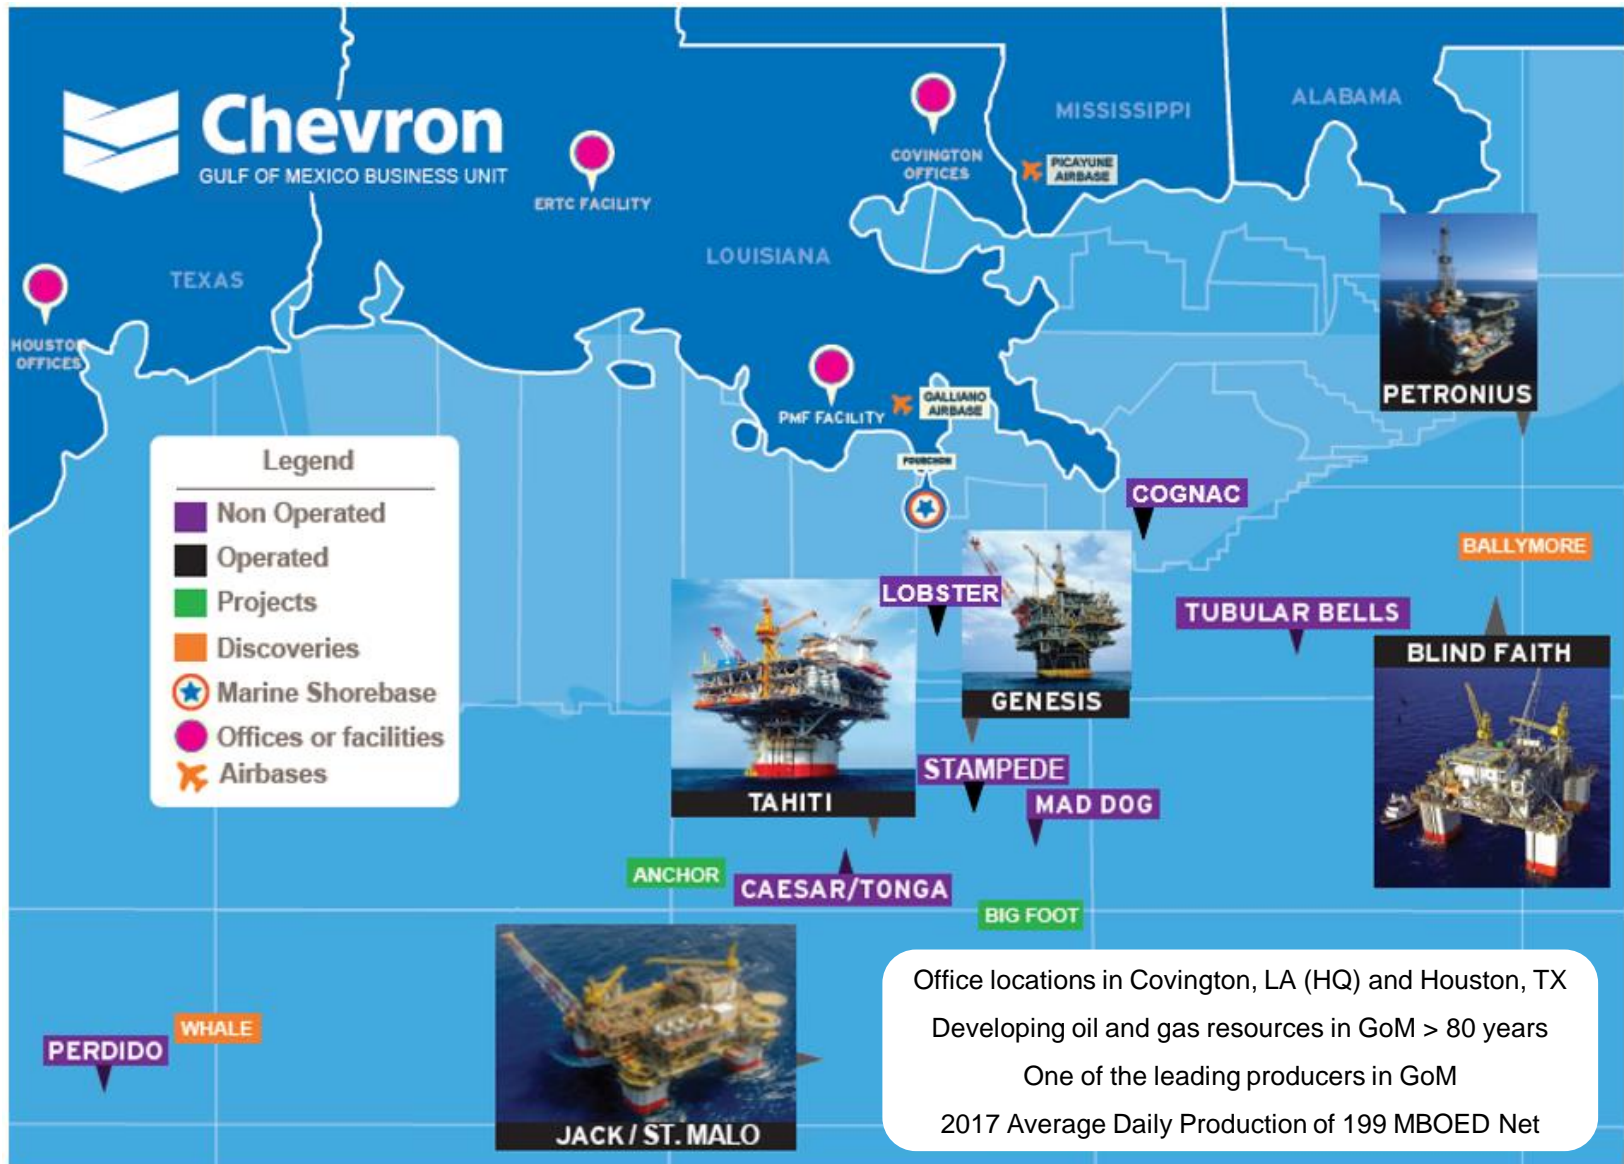 Chevron
GULF OF MEXICO BUSINESS UNIT
ERTC FACILITY
COVINGTON
OFFICES
PICAYUNE
AIRBASE
MISSISSIPPI
ALABAMA
TEXAS
LOUISIANA
HOUSTON
OFFICES
PMF FACILITY
GALLIANO
AIRBASE
FOURCHON
PETRONIUS
Legend
Non Operated
Operated
Projects
Discoveries
Marine Shorebase
Offices or facilities
Airbases
COGNAC
BALLYMORE
LOBSTER
TUBULAR BELLS
BLIND FAITH
GENESIS
STAMPEDE
TAHITI
MAD DOG
ANCHOR
CAESAR/TONGA
BIG FOOT
WHALE
PERDIDO
JACK / ST. MALO
Office locations in Covington, LA (HQ) and Houston, TX
Developing oil and gas resources in GoM > 80 years
One of the leading producers in GoM
2017 Average Daily Production of 199 MBOED Net